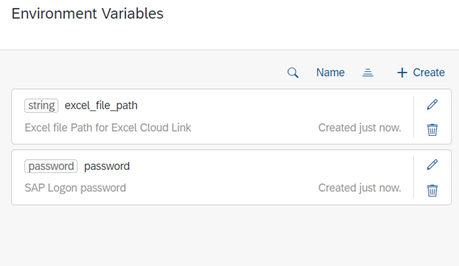 Environment Variables
Name
Create
string excel_file_path
Excel file Path for Excel Cloud Link Created just now.
password password
SAP Logon password Created just now.